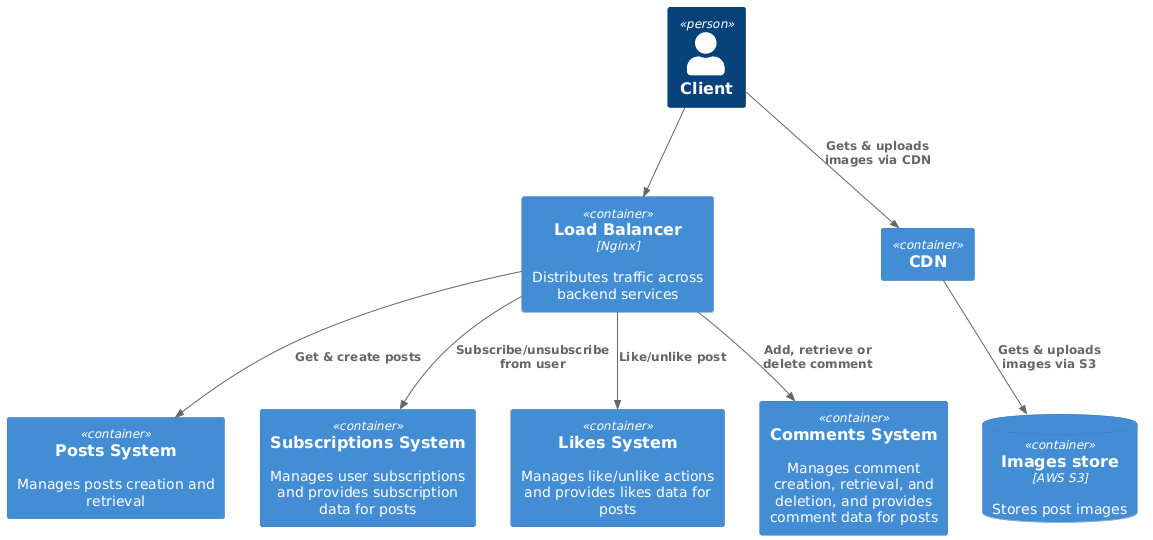 «person»
Client
Gets & uploads
images via CDN
«container»
Load Balancer
[Nginx]
Distributes traffic across
backend services
«container»
CDN
Get & create posts
Subscribe/unsubscribe
from user
Like/unlike post
Add, retrieve or
delete comment
Gets & uploads
images via S3
«container»
Posts System
Manages posts creation and
retrieval
«container»
Subscriptions System
Manages user subscriptions
and provides subscription
data for posts
«container»
Likes System
Manages like/unlike actions
and provides likes data for
posts
«container»
Comments System
Manages comment
creation, retrieval, and
deletion, and provides
comment data for posts
«container»
Images store
[AWS S3]
Stores post images